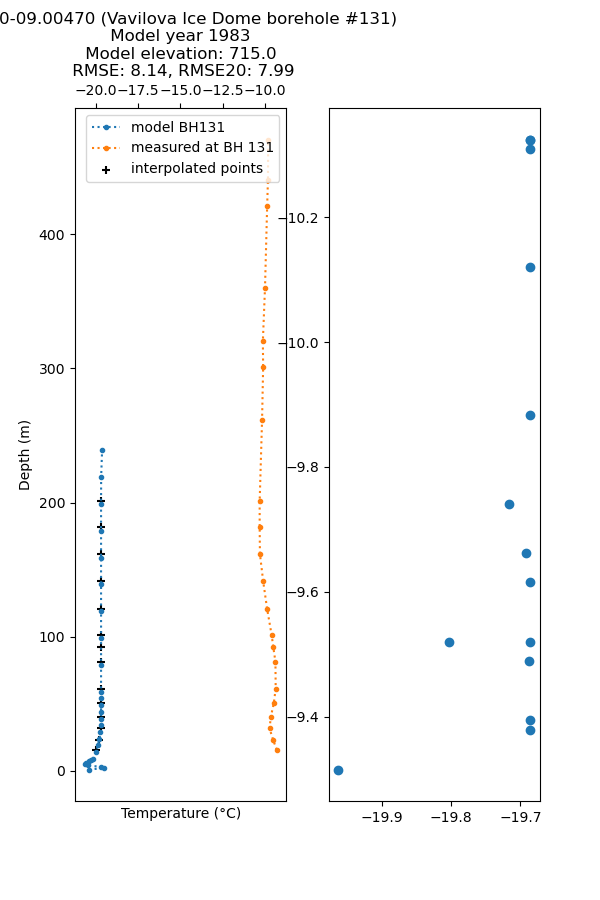 0-09.00470 (Vavilova Ice Dome borehole #131)
Model year 1983
Model elevation: 715.0
RMSE: 8.14, RMSE20: 7.99
−20.0 −17.5 −15.0 −12.5 −10.0
model BH131
measured at BH 131
interpolated points
400
300
200
100
0
Depth (m)
Temperature (°C)
−10.2
−10.0
−9.8
−9.6
−9.4
−19.9 −19.8 −19.7